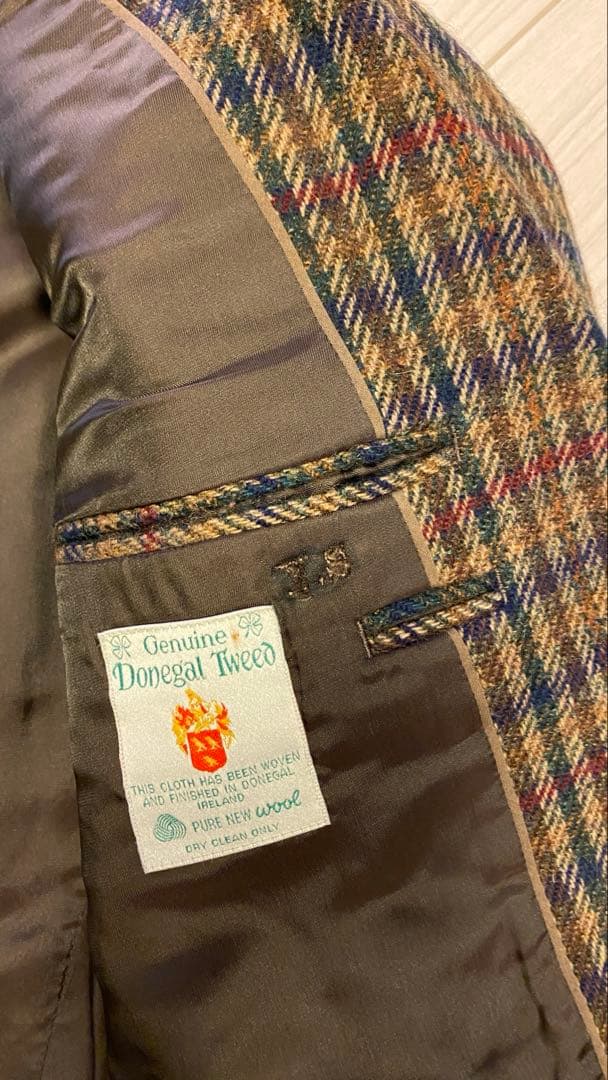 T.S
Genuine
Donegal Tweed
THIS CLOTH HAS BEEN WOVEN
AND FINISHED IN DONEGAL
IRELAND
PURE NEW wool
DRY CLEAN ONLY